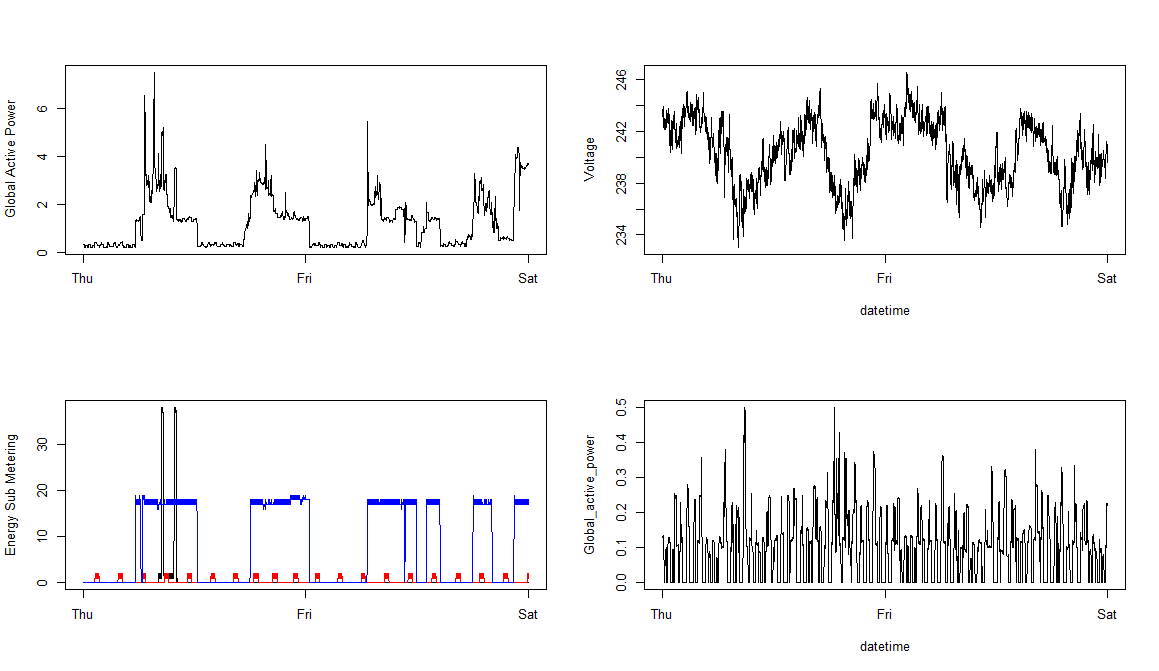 Global Active Power
0
2
4
6
Thu
Fri
Sat
Voltage
234
238
242
246
Thu
Fri
Sat
datetime
Energy Sub Metering
0
10
20
30
Thu
Fri
Sat
Global_active_power
0.0
0.1
0.2
0.3
0.4
0.5
Thu
Fri
Sat
datetime